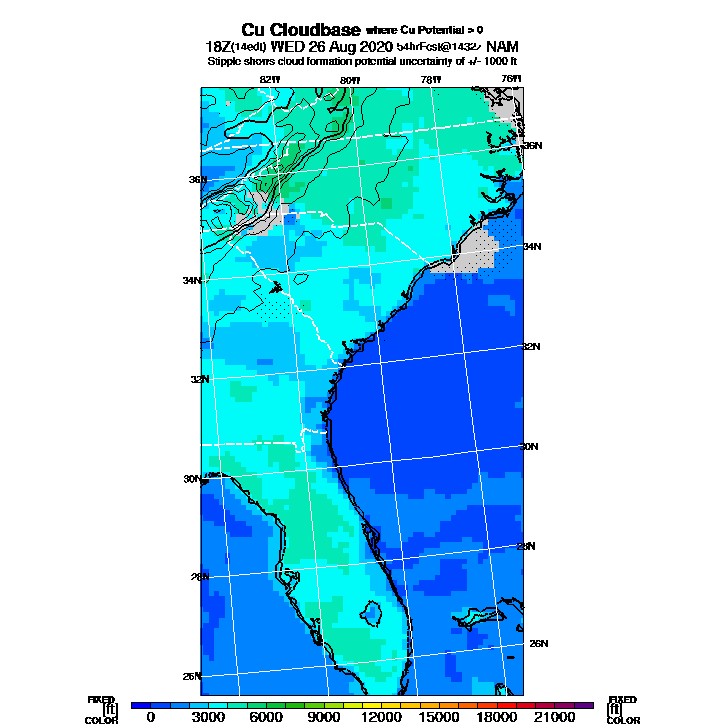 Cu Cloudbase where Cu Potential > 0
18Z(14edt) WED 26 Aug 2020 54hrFcst@1432z NAM
Stipple shows cloud formation potential uncertainty of +/- 1000 ft
82W 80W 78W 76W
36N
36N
34N
34N
32N
32N
30N
30N
28N
28N
26N
26N
FIXED FIXED
[ft] [ft]
COLOR 0 3000 6000 9000 12000 15000 18000 21000 COLOR